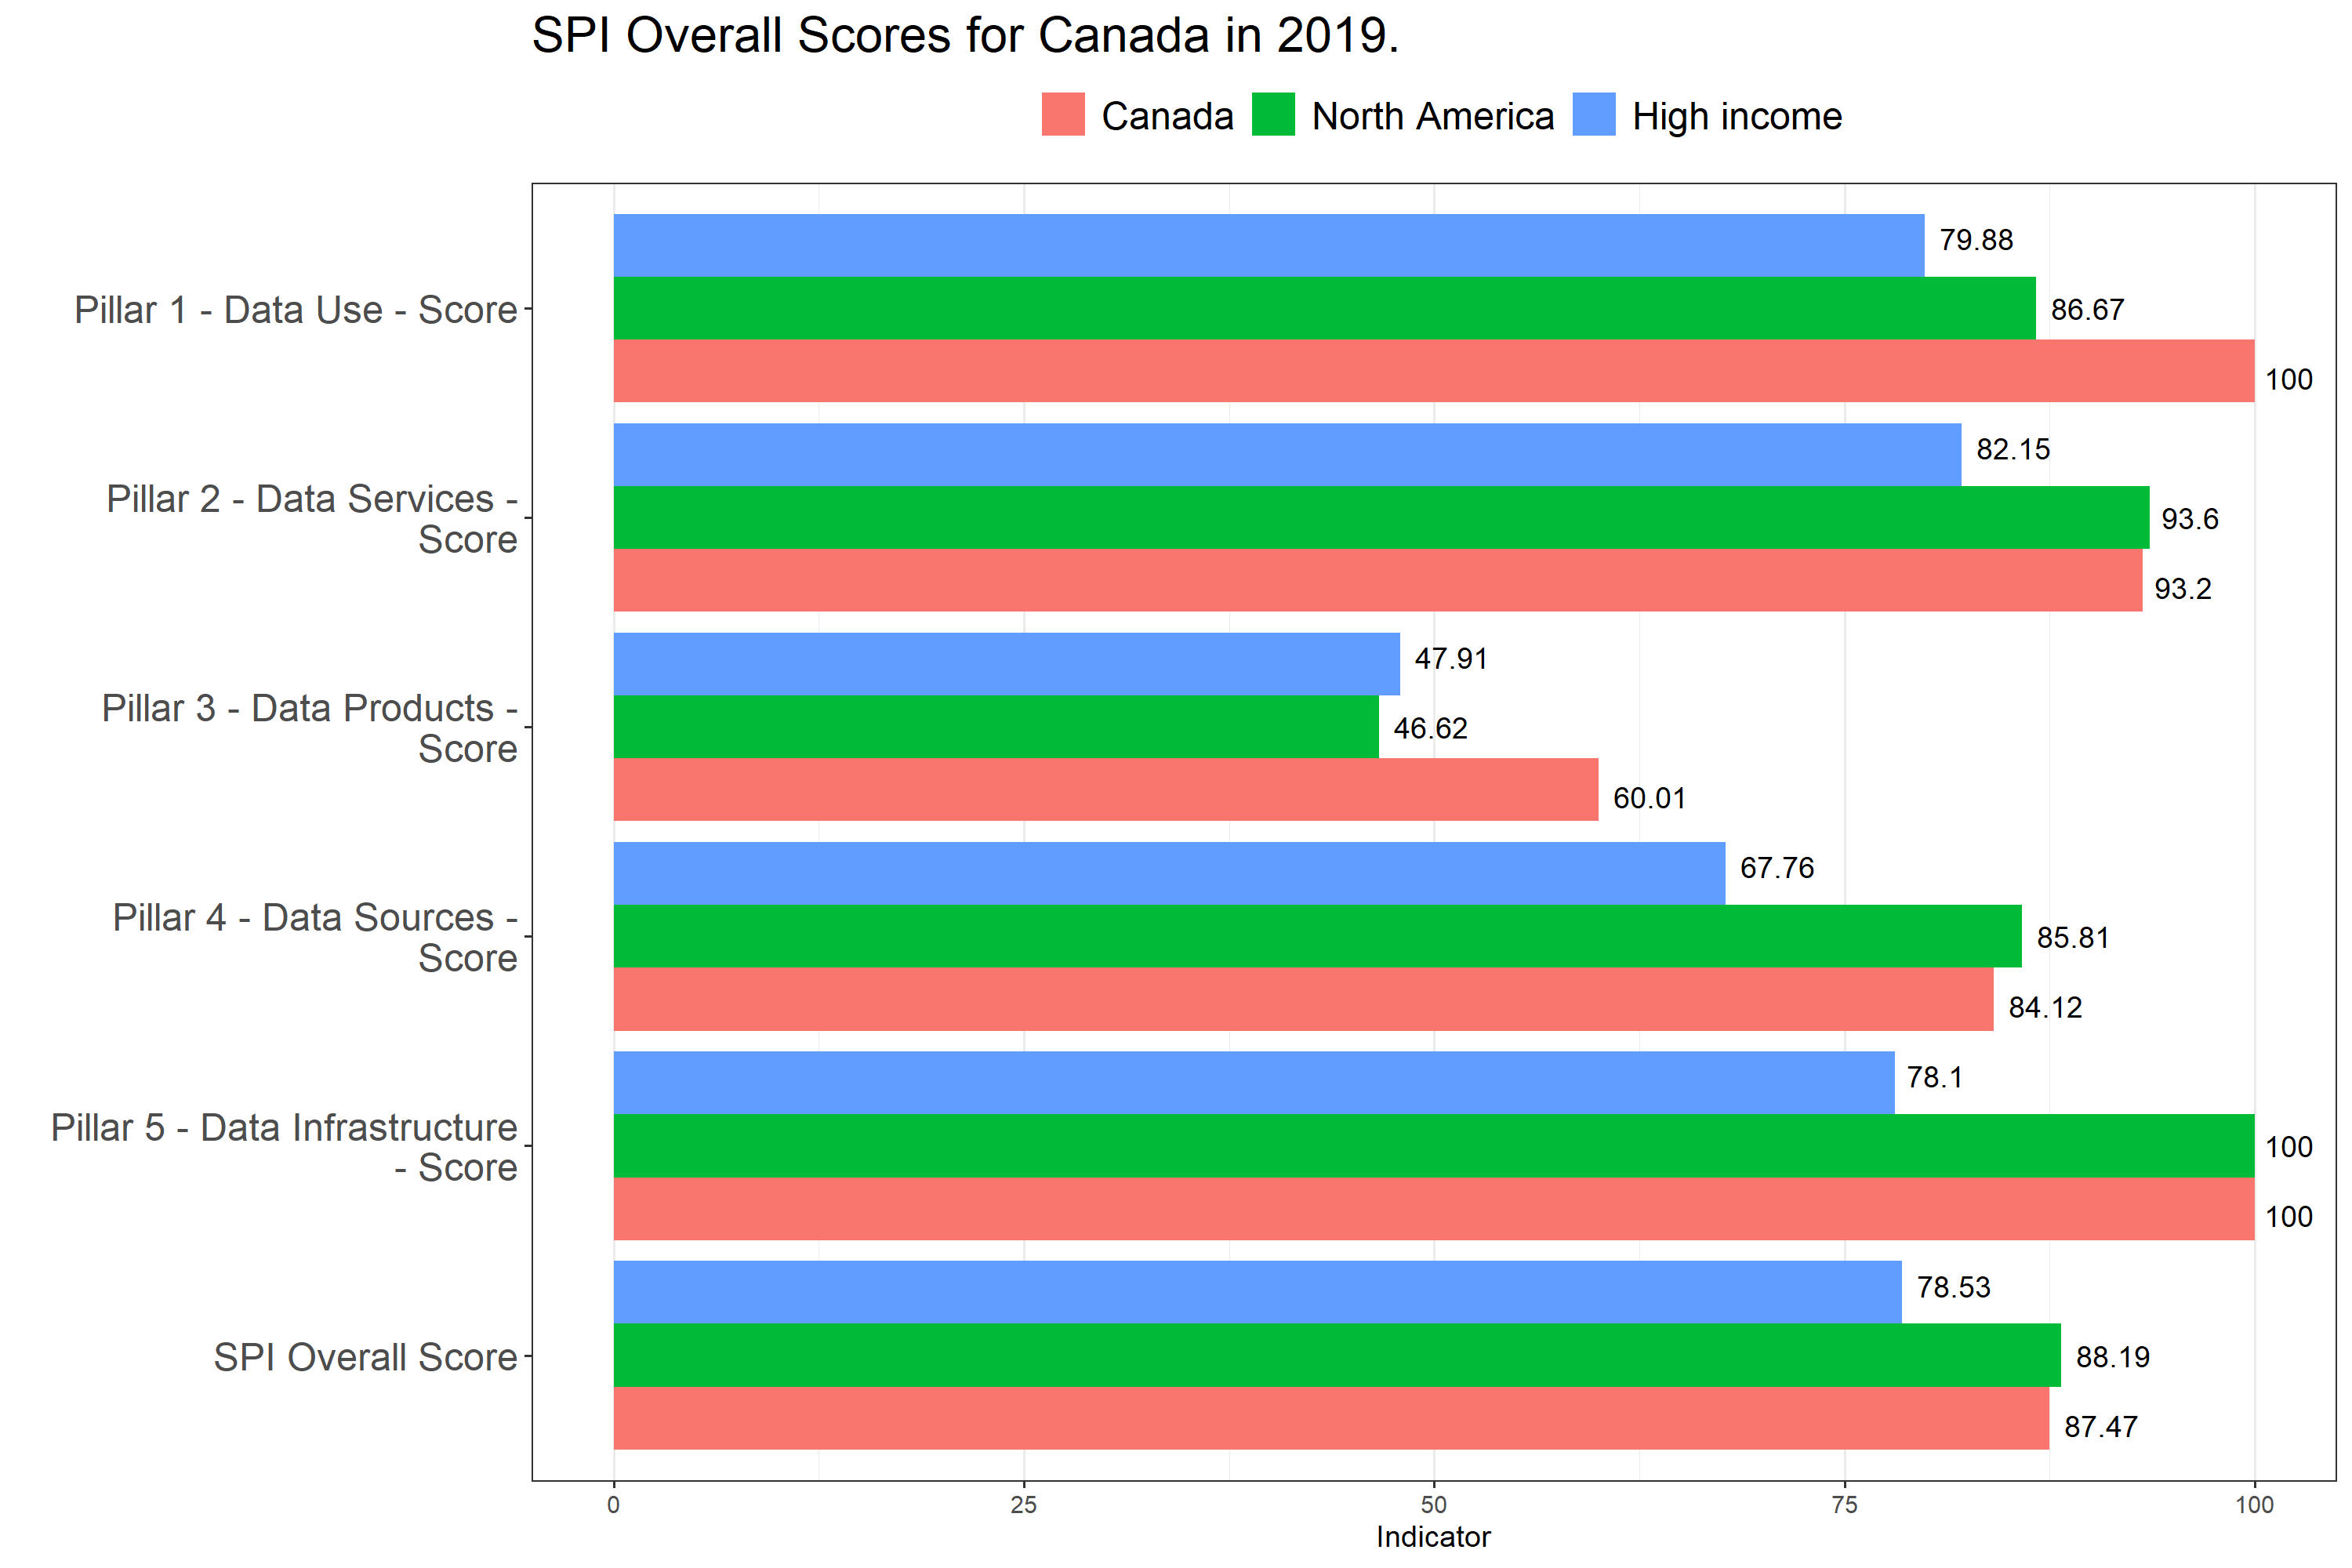 SPI Overall Scores for Canada in 2019.
Canada North America High income
79.88
Pillar 1 - Data Use - Score
86.67
100
82.15
Pillar 2 - Data Services -
Score
93.6
93.2
47.91
Pillar 3 - Data Products -
Score
46.62
60.01
67.76
Pillar 4 - Data Sources -
Score
85.81
84.12
78.1
Pillar 5 - Data Infrastructure
- Score
100
100
78.53
SPI Overall Score
88.19
87.47
0 25 50 75 100
Indicator